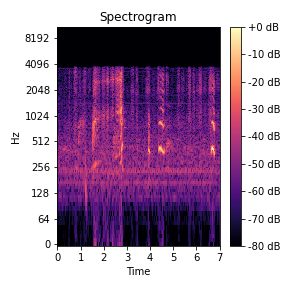 Spectrogram
8192
4096
2048
1024
512
256
128
64
0
Hz
0 1 2 3 4 5 6 7
Time
+0 dB
-10 dB
-20 dB
-30 dB
-40 dB
-50 dB
-60 dB
-70 dB
-80 dB